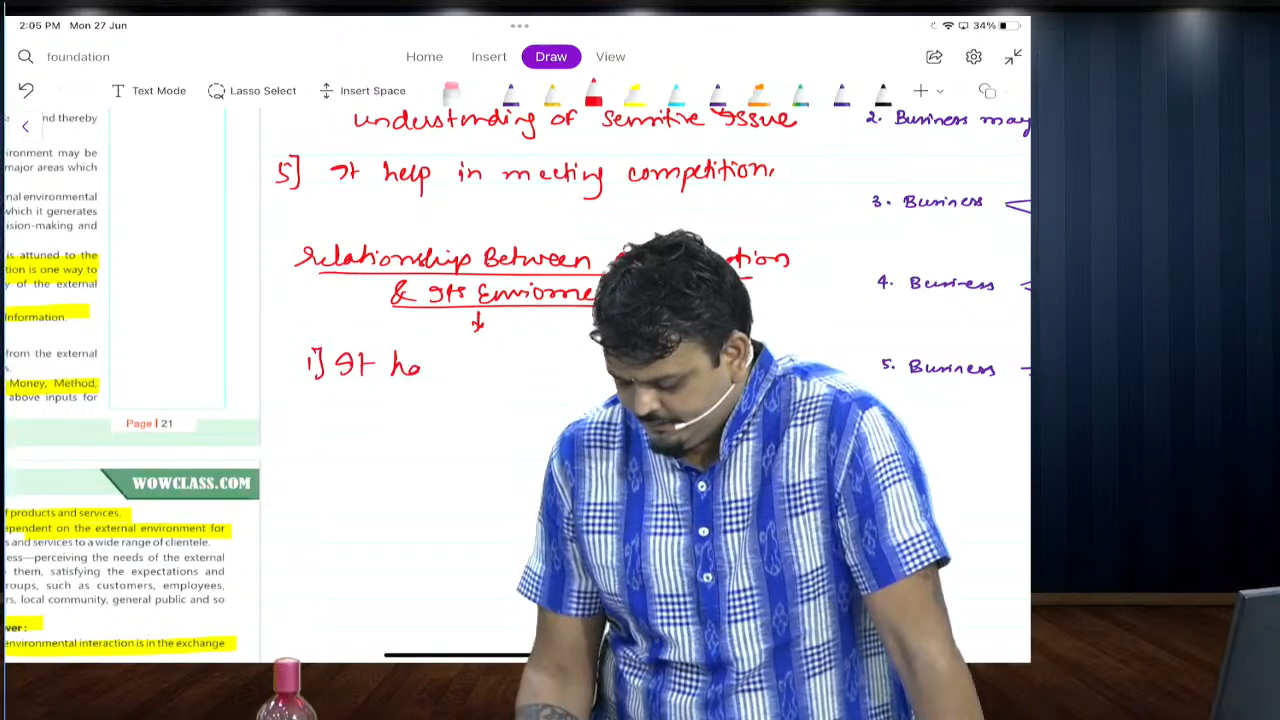 2:05 PM Mon 27 Jun
34%
foundation
Home Insert Draw View
Text Mode Lasso Select Insert Space
nd thereby
ironment may be
major areas which
nal environmental
which it generates
ision-making and
is attuned to the
tion is one way to
y of the external
Information.
from the external
s.
Money, Method,
above inputs for
Page | 21
WOWCLASS.COM
f products and services.
ependent on the external environment for
s and services to a wide range of clientele.
ess—perceiving the needs of the external
them, satisfying the expectations and
roups, such as customers, employees,
rs, local community, general public and so
ver :
environmental interaction is in the exchange
understanding of sensitive Issue
5] It help in meeting competition.
Relationship Between tion
& Its Enviorne
1] It ha
2. Business may
3. Business
4. Business
5. Business